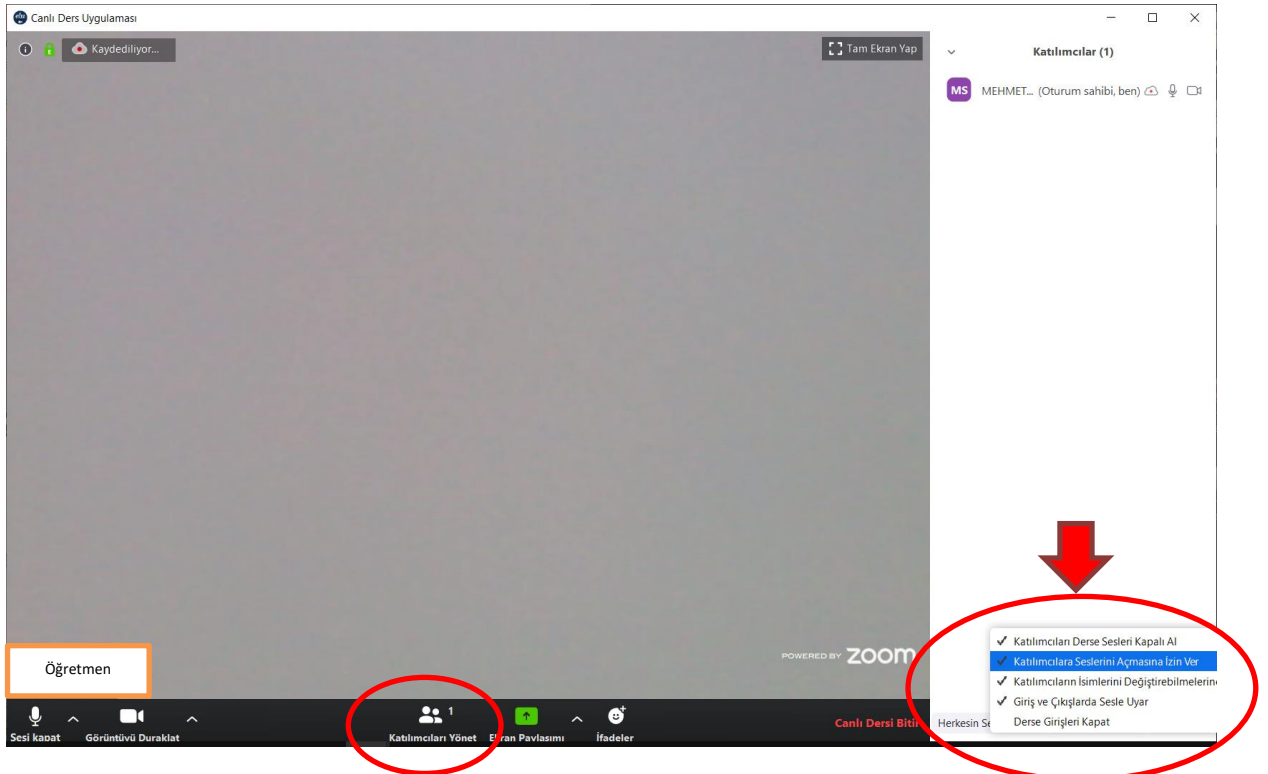 Canlı Ders Uygulaması
Kaydediliyor...
Tam Ekran Yap
Katılımcılar (1)
MS MEHMET... (Oturum sahibi, ben)
Katılımcıları Derse Sesleri Kapalı Al
Katılımcılara Seslerini Açmasına İzin Ver
Katılımcıların İsimlerini Değiştirebilmelerine
Giriş ve Çıkışlarda Sesle Uyar
Derse Girişleri Kapat
POWERED BY zoom
Öğretmen
1
Sesi kapat
Görüntüyü Duraklat
Katılımcıları Yönet
Ekran Paylaşımı
İfadeler
Canlı Dersi Bitir
Herkesin Se